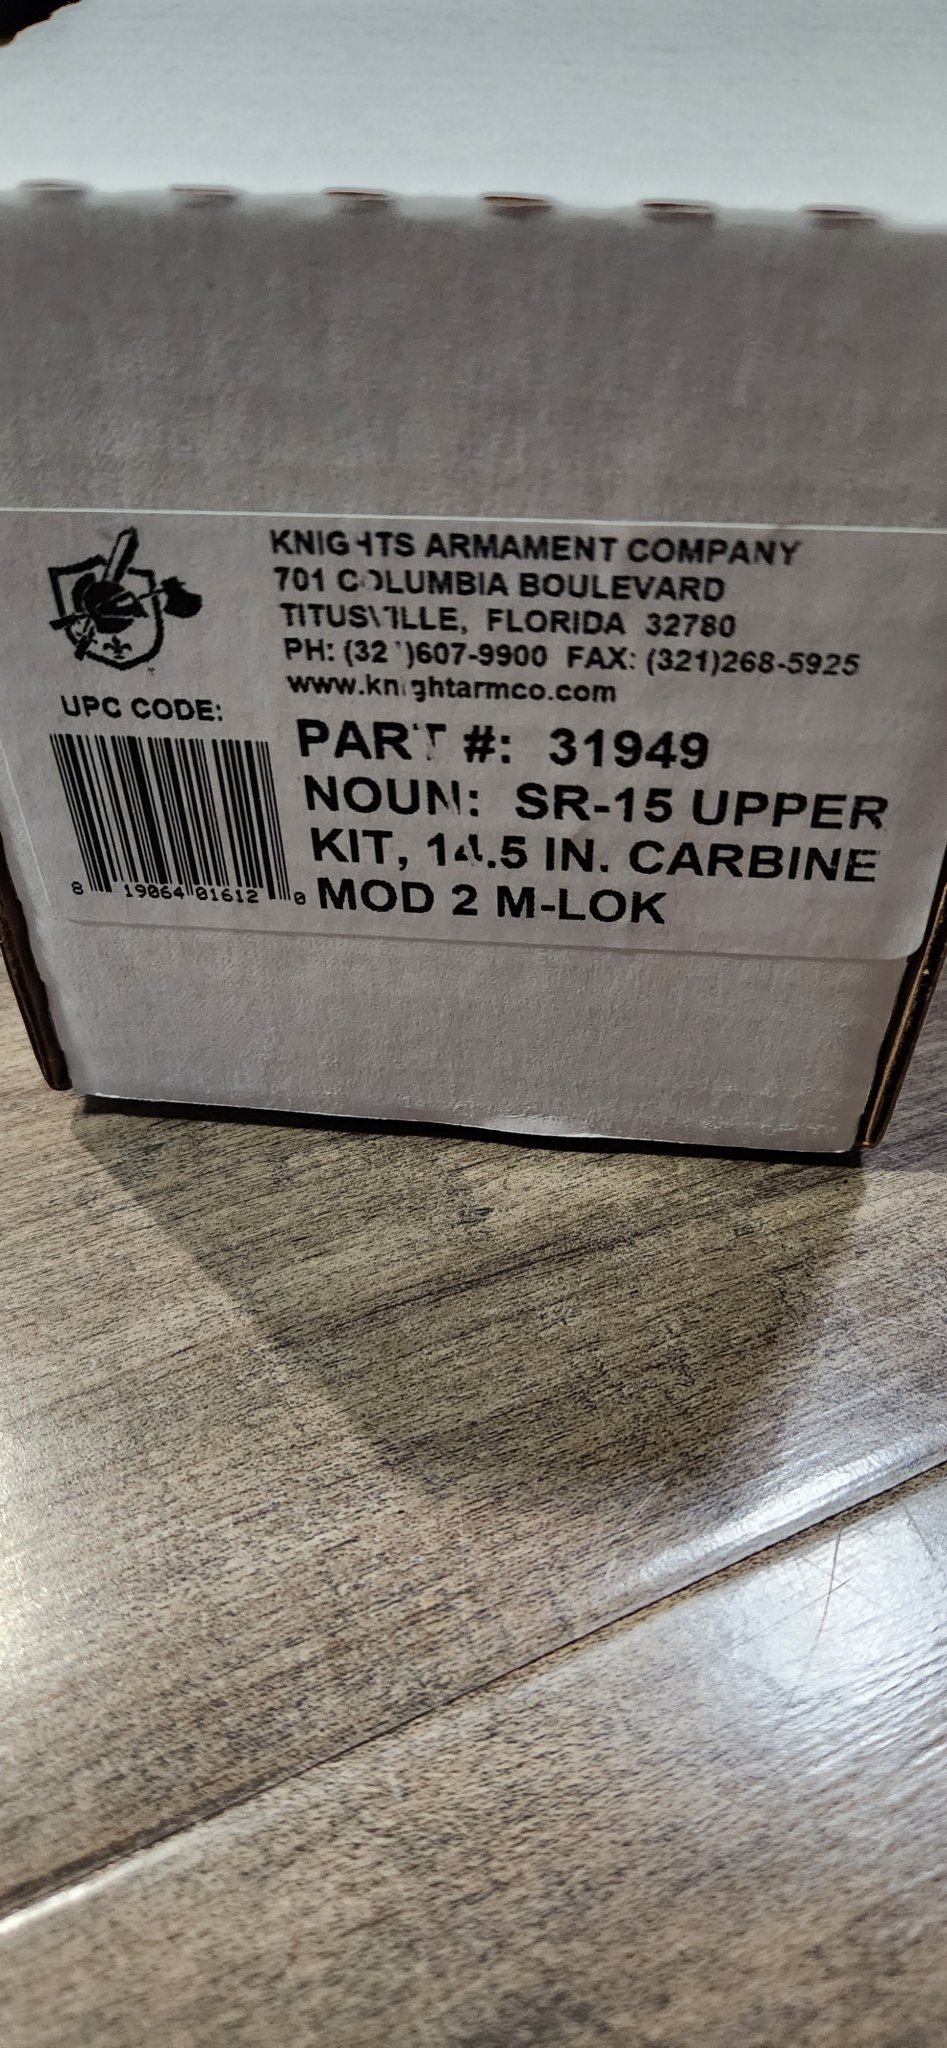 KNIGHTS ARMAMENT COMPANY
701 COLUMBIA BOULEVARD
TITUSVILLE, FLORIDA 32780
PH: (321)607-9900 FAX: (321)268-5925
www.knightarmco.com
UPC CODE:
PART #: 31949
NOUN: SR-15 UPPER
KIT, 14.5 IN. CARBINE
MOD 2 M-LOK
8 19064 01612 0